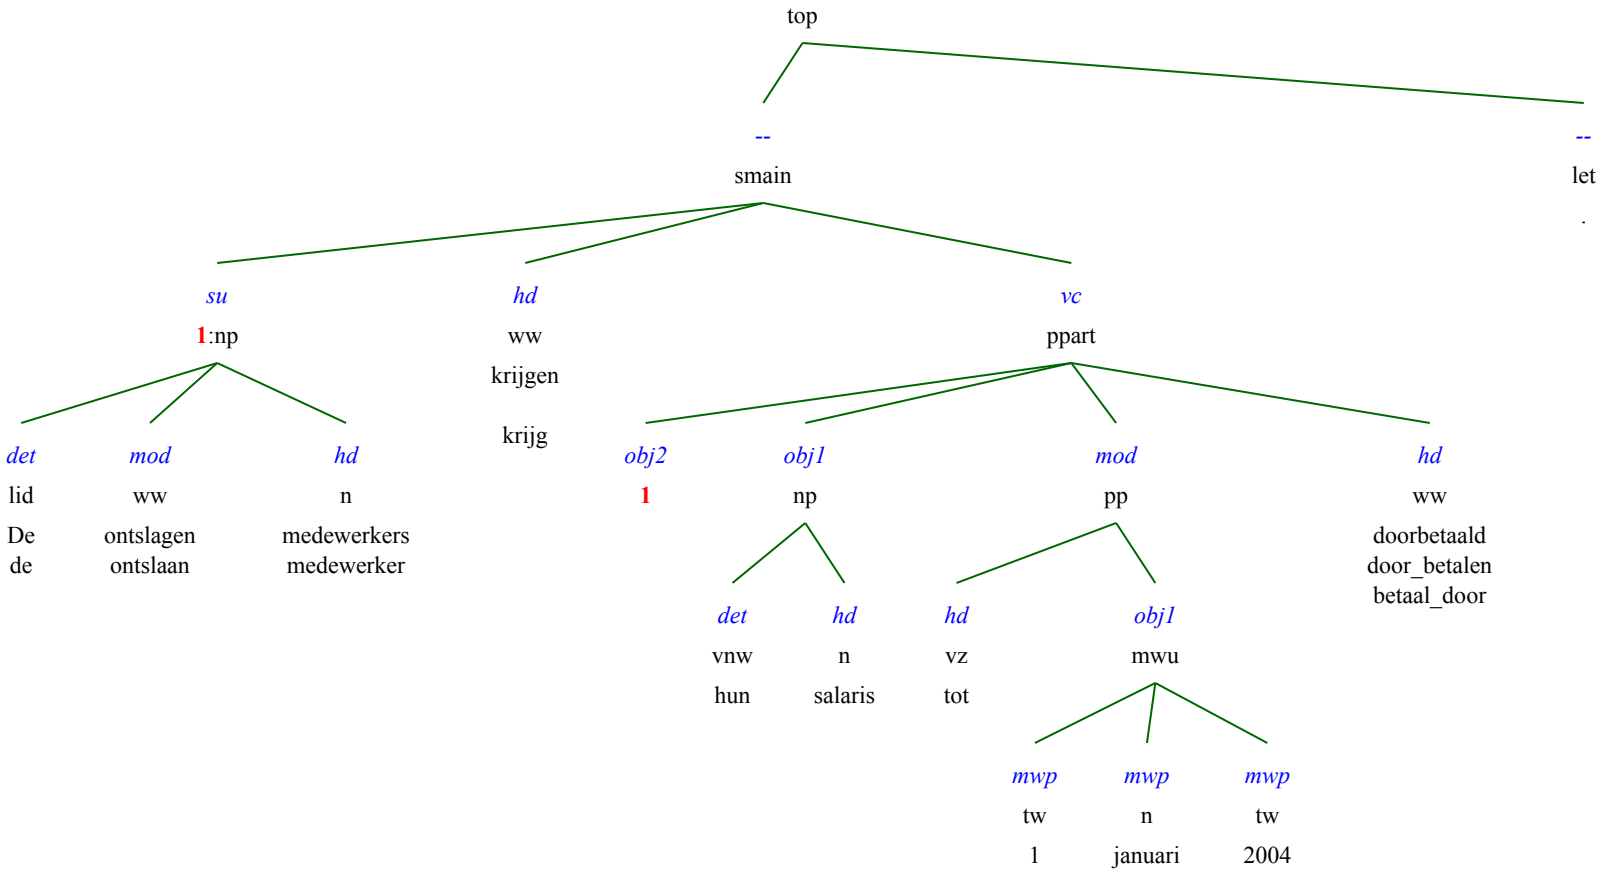 top
-- --
smain let
.
su hd vc
1:np ww ppart
krijgen
krijg
det mod hd obj2 obj1 mod hd
lid ww n 1 np pp ww
De ontslagen medewerkers doorbetaald
de ontslaan medewerker door_betalen
betaal_door
det hd hd obj1
vnw n vz mwu
hun salaris tot
mwp mwp mwp
tw n tw
1 januari 2004